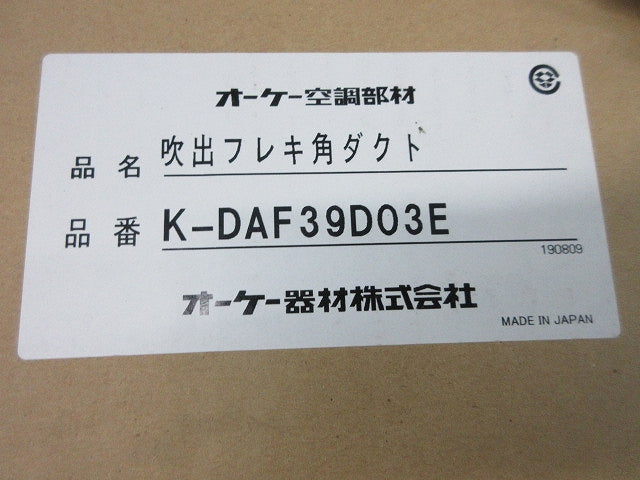 オーケー空調部材
品名 吹出フレキ角ダクト
品番 K-DAF39D03E
190809
オーケー器材株式会社
MADE IN JAPAN